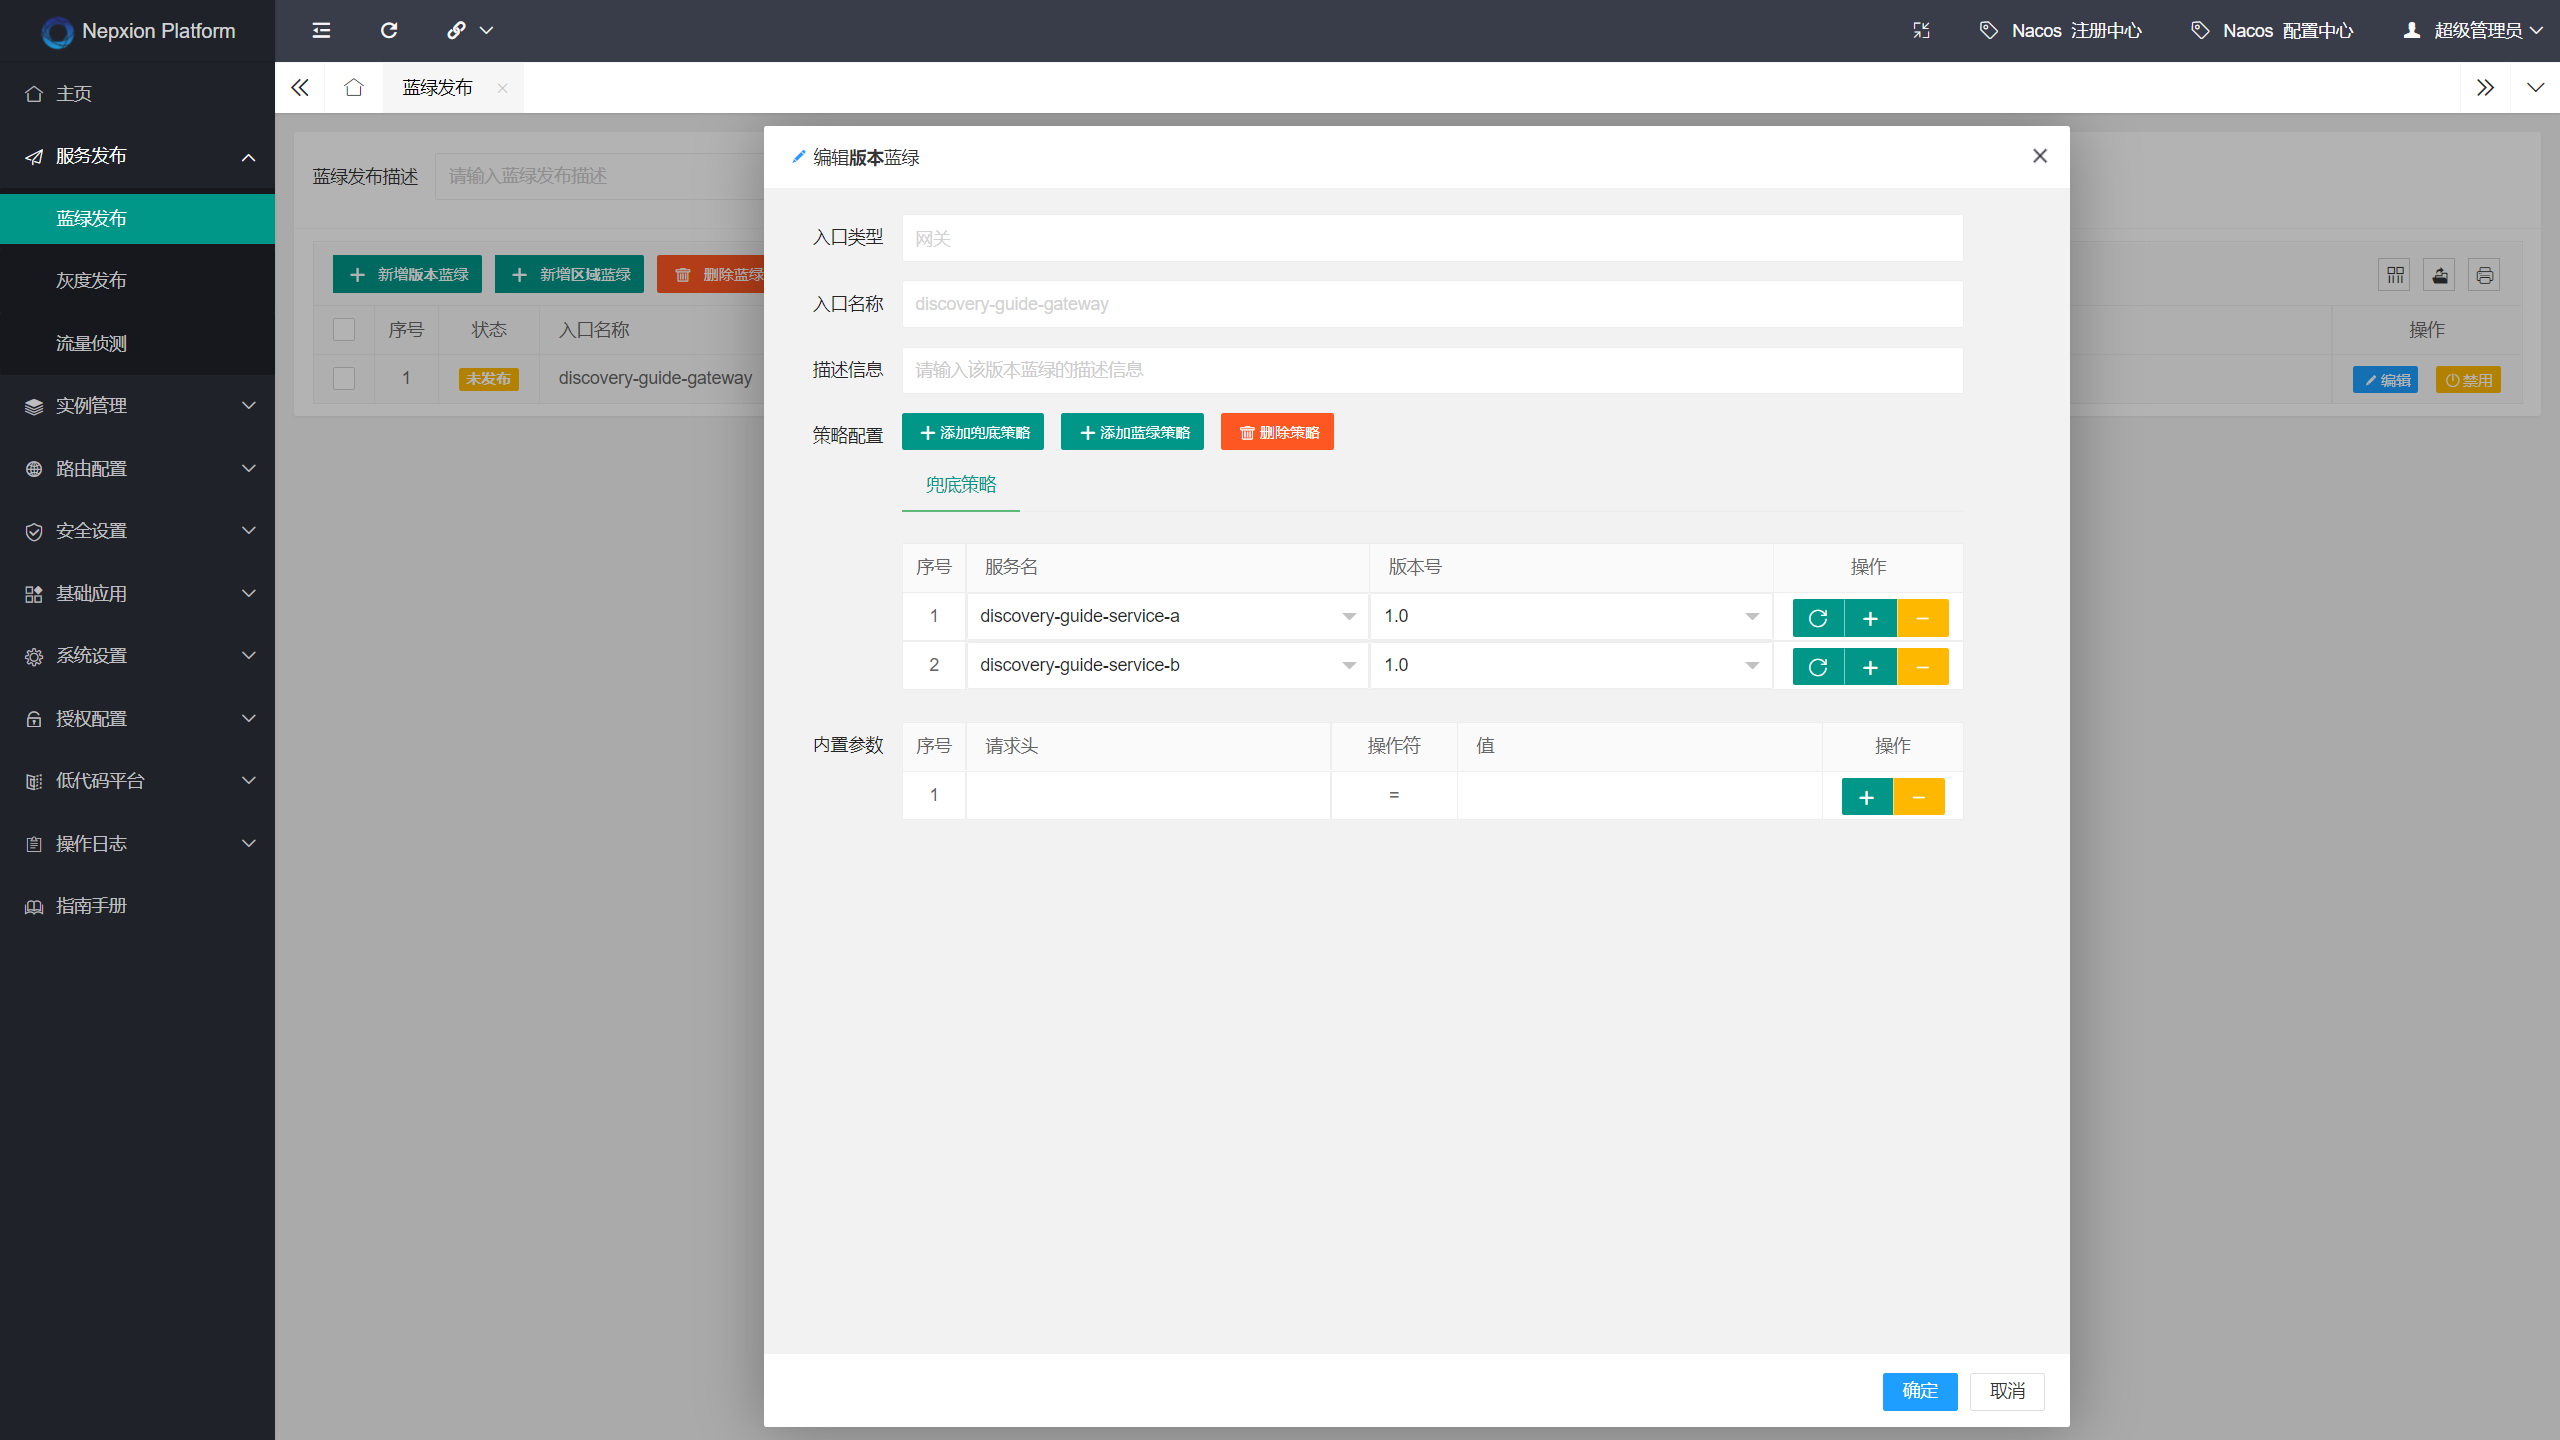 Nepxion Platform
Nacos 注册中心
Nacos 配置中心
超级管理员
主页
服务发布
蓝绿发布
灰度发布
流量侦测
实例管理
路由配置
安全设置
基础应用
系统设置
授权配置
低代码平台
操作日志
指南手册
蓝绿发布
蓝绿发布描述
请输入蓝绿发布描述
新增版本蓝绿 新增区域蓝绿 删除蓝绿
序号 状态 入口名称 操作
1 未发布 discovery-guide-gateway 编辑 禁用
编辑版本蓝绿
入口类型 网关
入口名称 discovery-guide-gateway
描述信息 请输入该版本蓝绿的描述信息
策略配置 添加兜底策略 添加蓝绿策略 删除策略
兜底策略
序号 服务名 版本号 操作
1 discovery-guide-service-a 1.0
2 discovery-guide-service-b 1.0
内置参数 序号 请求头 操作符 值 操作
1 =
确定 取消